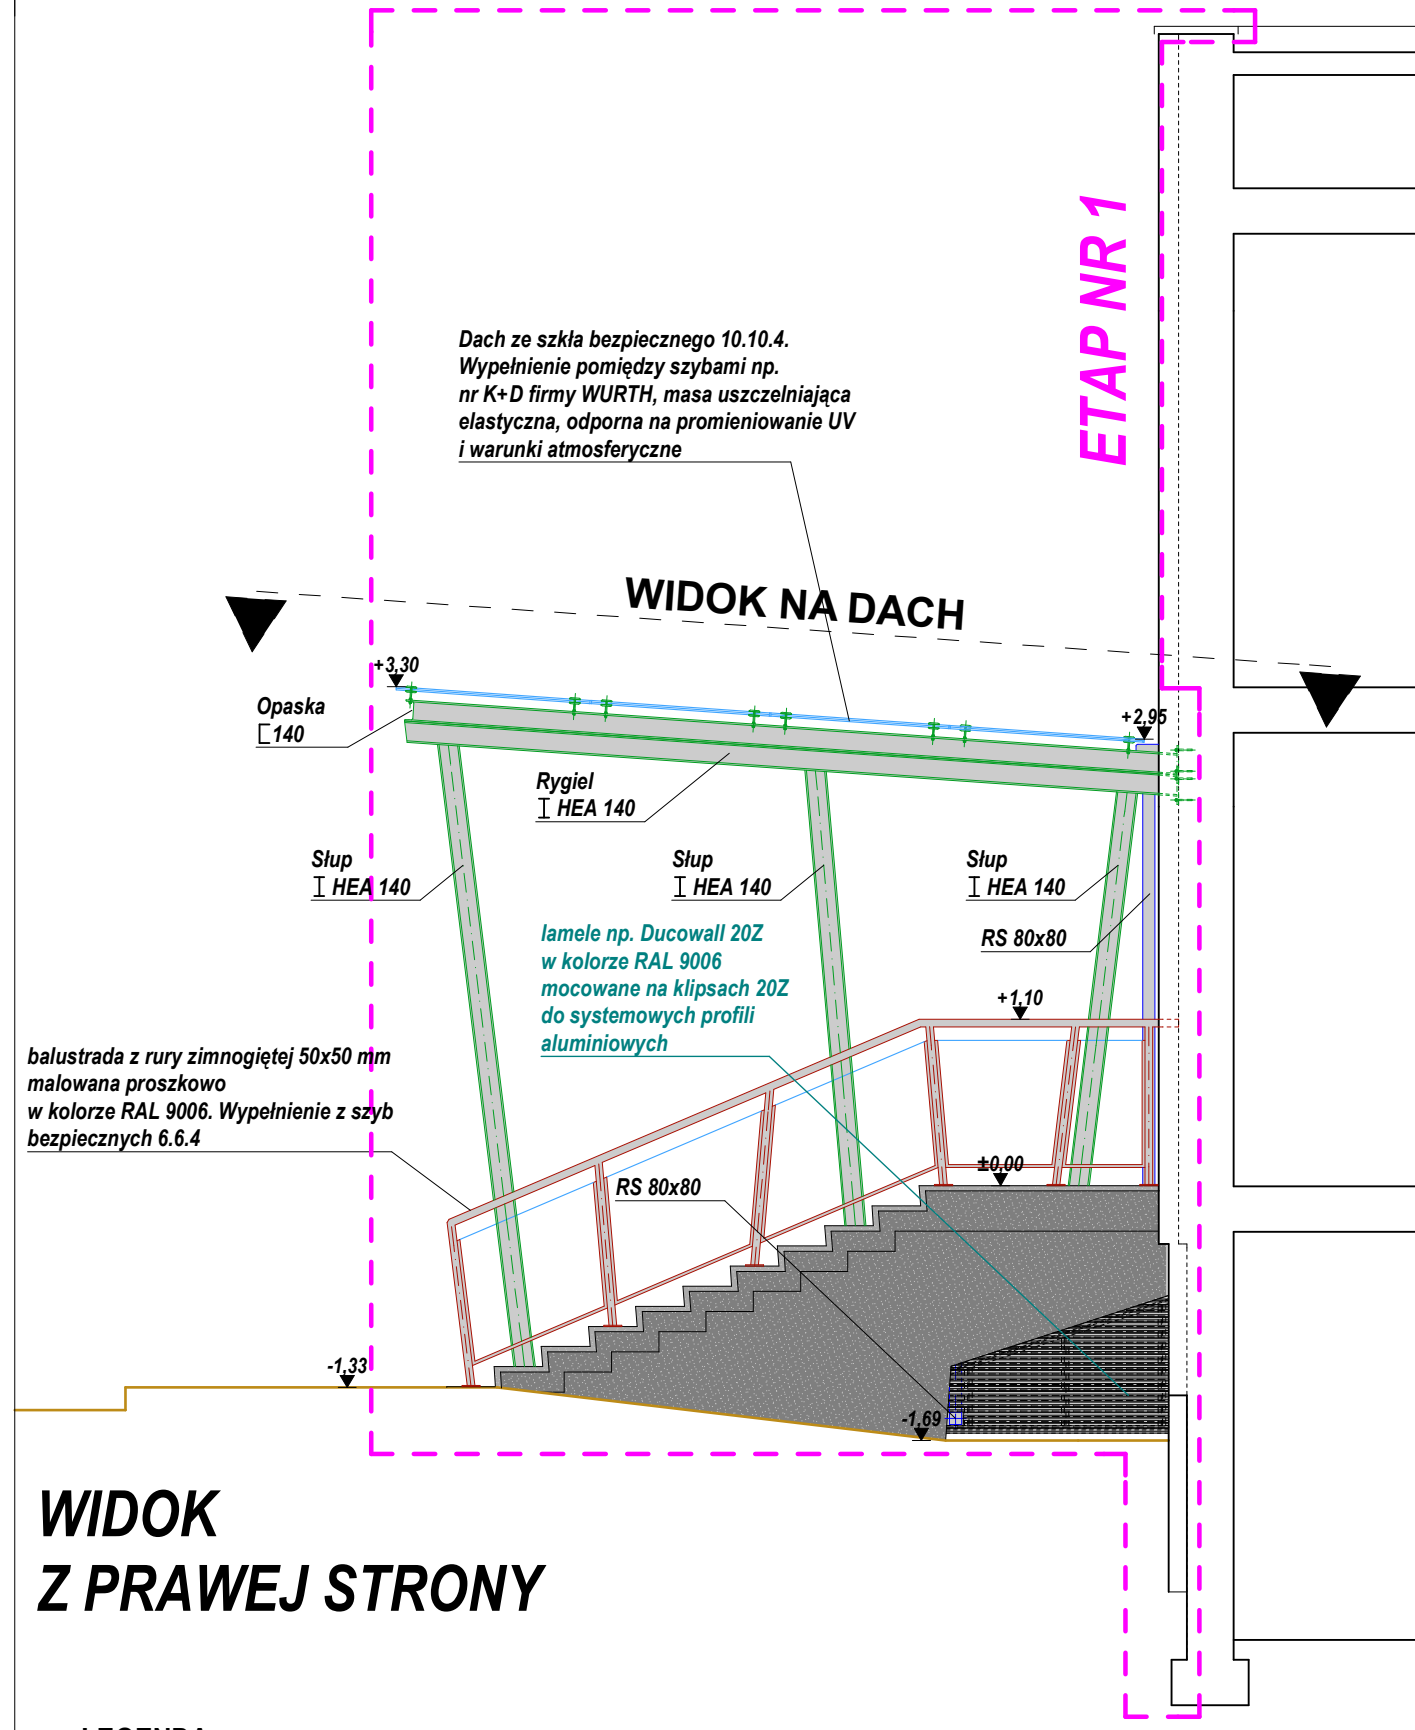 ETAP NR 1
Dach ze szkła bezpiecznego 10.10.4.
Wypełnienie pomiędzy szybami np.
nr K+D firmy WURTH, masa uszczelniająca
elastyczna, odporna na promieniowanie UV
i warunki atmosferyczne
WIDOK NA DACH
+3,30
Opaska
140
+2,95
Rygiel
HEA 140
Słup
HEA 140
Słup
HEA 140
Słup
HEA 140
lamele np. Ducowall 20Z
w kolorze RAL 9006
mocowane na klipsach 20Z
do systemowych profili
aluminiowych
RS 80x80
+1,10
balustrada z rury zimnogiętej 50x50 mm
malowana proszkowo
w kolorze RAL 9006. Wypełnienie z szyb
bezpiecznych 6.6.4
±0,00
RS 80x80
-1,33
-1,69
WIDOK
Z PRAWEJ STRONY
LEGENDA